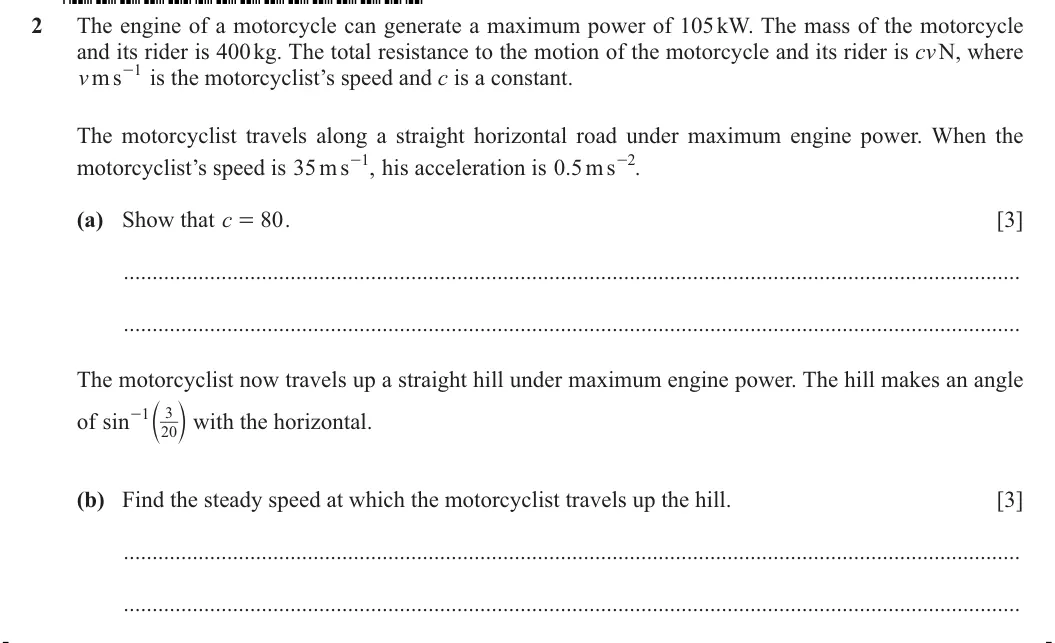 2 The engine of a motorcycle can generate a maximum power of 105 kW. The mass of the motorcycle
and its rider is 400 kg. The total resistance to the motion of the motorcycle and its rider is cv N, where
v m s⁻¹ is the motorcyclist's speed and c is a constant.
The motorcyclist travels along a straight horizontal road under maximum engine power. When the
motorcyclist's speed is 35 m s⁻¹, his acceleration is 0.5 m s⁻².
(a) Show that c = 80. [3]
The motorcyclist now travels up a straight hill under maximum engine power. The hill makes an angle
of sin⁻¹(3/20) with the horizontal.
(b) Find the steady speed at which the motorcyclist travels up the hill. [3]